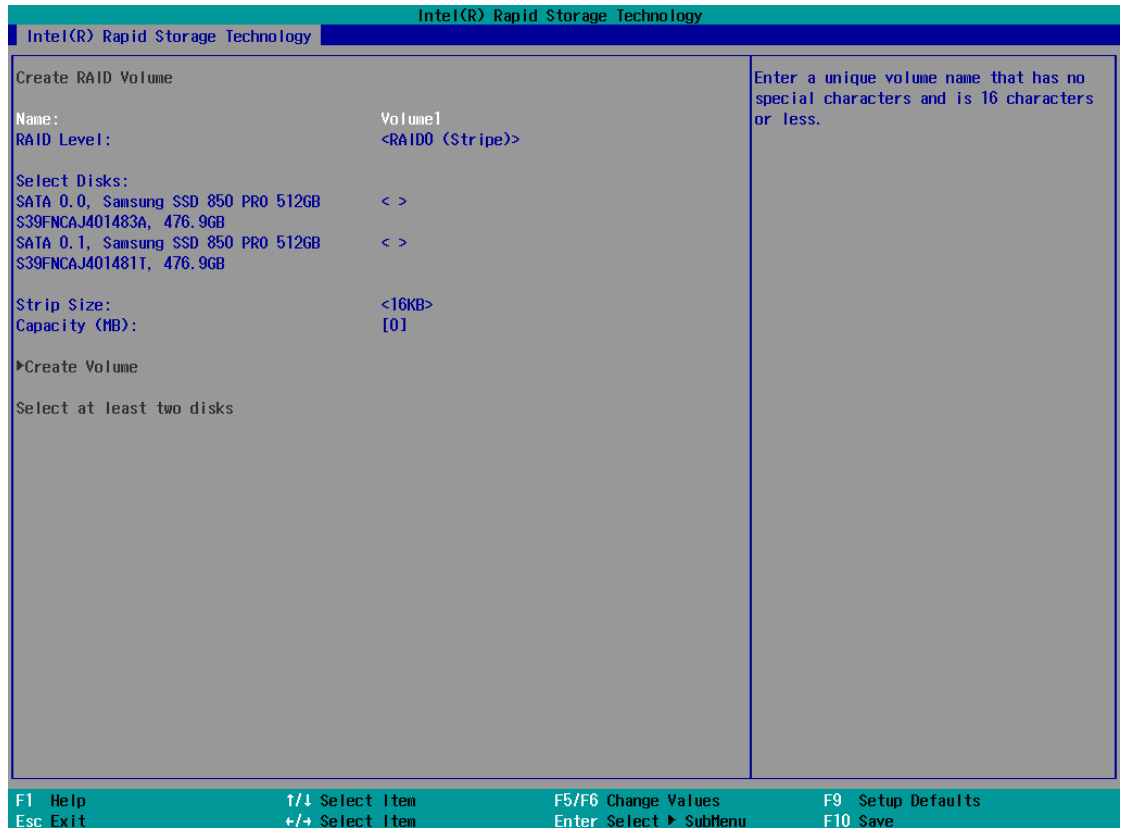 Intel(R) Rapid Storage Technology
Intel(R) Rapid Storage Technology
Create RAID Volume
Name: Volume1
RAID Level: <RAID0 (Stripe)>
Select Disks:
SATA 0.0, Samsung SSD 850 PRO 512GB < >
S39FNCAJ401483A, 476.9GB
SATA 0.1, Samsung SSD 850 PRO 512GB < >
S39FNCAJ401481T, 476.9GB
Strip Size: <16KB>
Capacity (MB): [0]
▶Create Volume
Select at least two disks
Enter a unique volume name that has no
special characters and is 16 characters
or less.
F1 Help ↑/↓ Select Item F5/F6 Change Values F9 Setup Defaults
Esc Exit ←/→ Select Item Enter Select ▶ SubMenu F10 Save